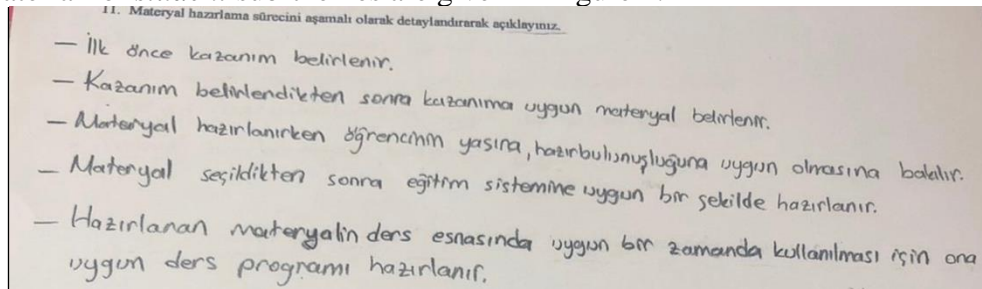 11. Materyal hazırlama sürecini aşamalı olarak detaylandırarak açıklayınız.
— İlk önce kazanım belirlenir.
— Kazanım belirlendikten sonra kazanıma uygun materyal belirlenir.
— Materyal hazırlanırken öğrencinin yaşına, hazırbulunuşluğuna uygun olmasına bakılır.
— Materyal seçildikten sonra eğitim sistemine uygun bir şekilde hazırlanır.
— Hazırlanan materyalin ders esnasında uygun bir zamanda kullanılması için ona
uygun ders programı hazırlanır.